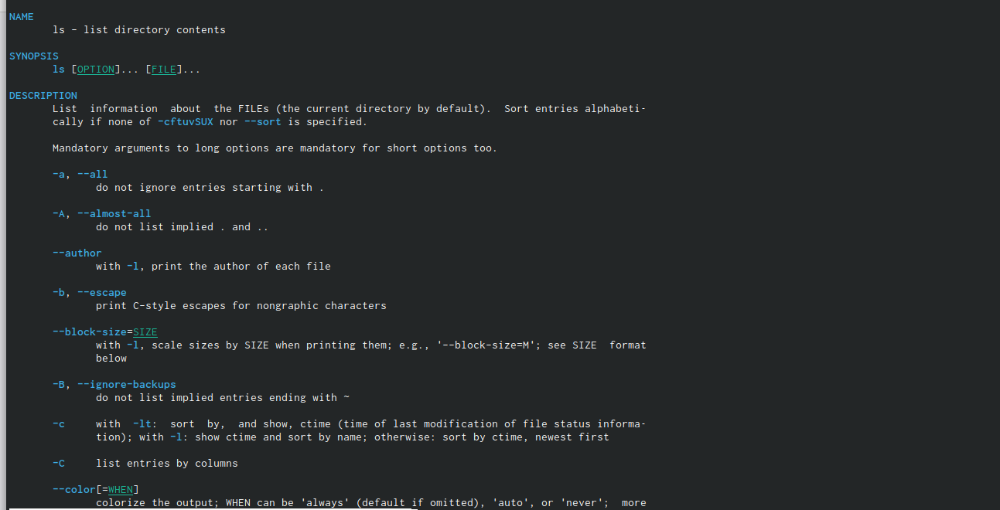 NAME
ls - list directory contents
SYNOPSIS
ls [OPTION]... [FILE]...
DESCRIPTION
List  information  about  the FILEs (the current directory by default).  Sort entries alphabeti-
cally if none of -cftuvSUX nor --sort is specified.
Mandatory arguments to long options are mandatory for short options too.
-a, --all
do not ignore entries starting with .
-A, --almost-all
do not list implied . and ..
--author
with -l, print the author of each file
-b, --escape
print C-style escapes for nongraphic characters
--block-size=SIZE
with -l, scale sizes by SIZE when printing them; e.g., '--block-size=M'; see SIZE  format
below
-B, --ignore-backups
do not list implied entries ending with ~
-c     with  -lt:  sort  by,  and show, ctime (time of last modification of file status informa-
tion); with -l: show ctime and sort by name; otherwise: sort by ctime, newest first
-C     list entries by columns
--color[=WHEN]
colorize the output; WHEN can be 'always' (default if omitted), 'auto', or 'never';  more